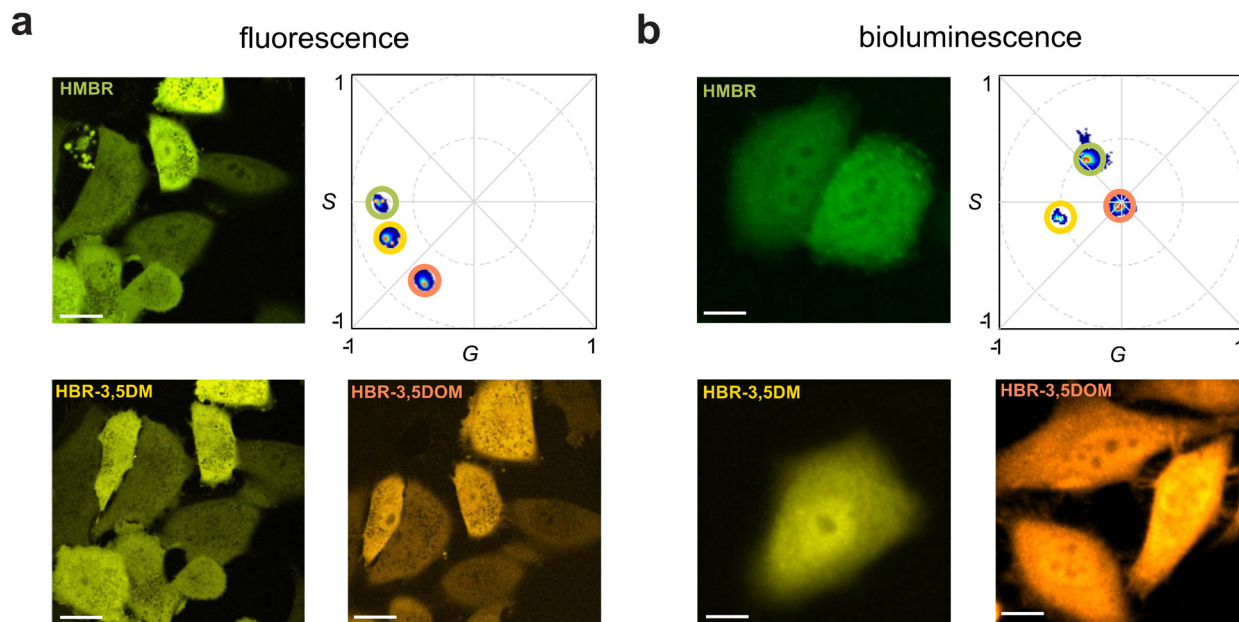 a
fluorescence
b
bioluminescence
HMBR
1
S
-1
-1
G
1
HMBR
1
S
-1
-1
G
1
HBR-3,5DM
HBR-3,5DOM
HBR-3,5DM
HBR-3,5DOM